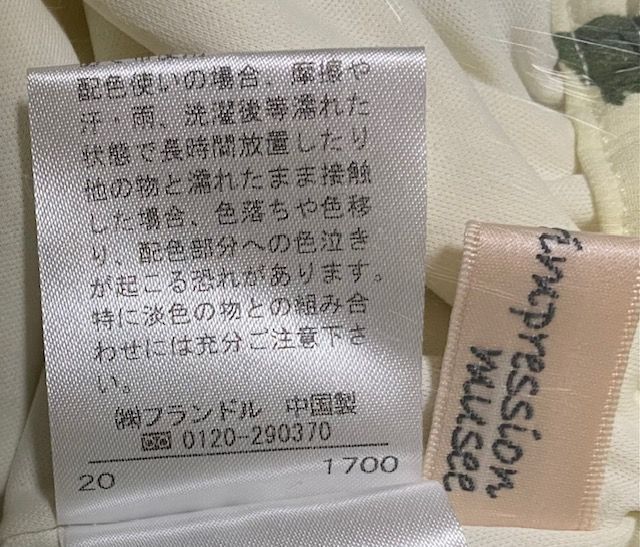 配色使いの場合、摩擦や
汗・雨、洗濯後等濡れた
状態で長時間放置したり
他の物と濡れたまま接触
した場合、色落ちや色移
り、配色部分への色泣き
が起こる恐れがあります。
特に淡色の物との組み合
わせには充分ご注意下さ
い。
㈱フランドル 中国製
0120-290370
20 1700
impression
musee